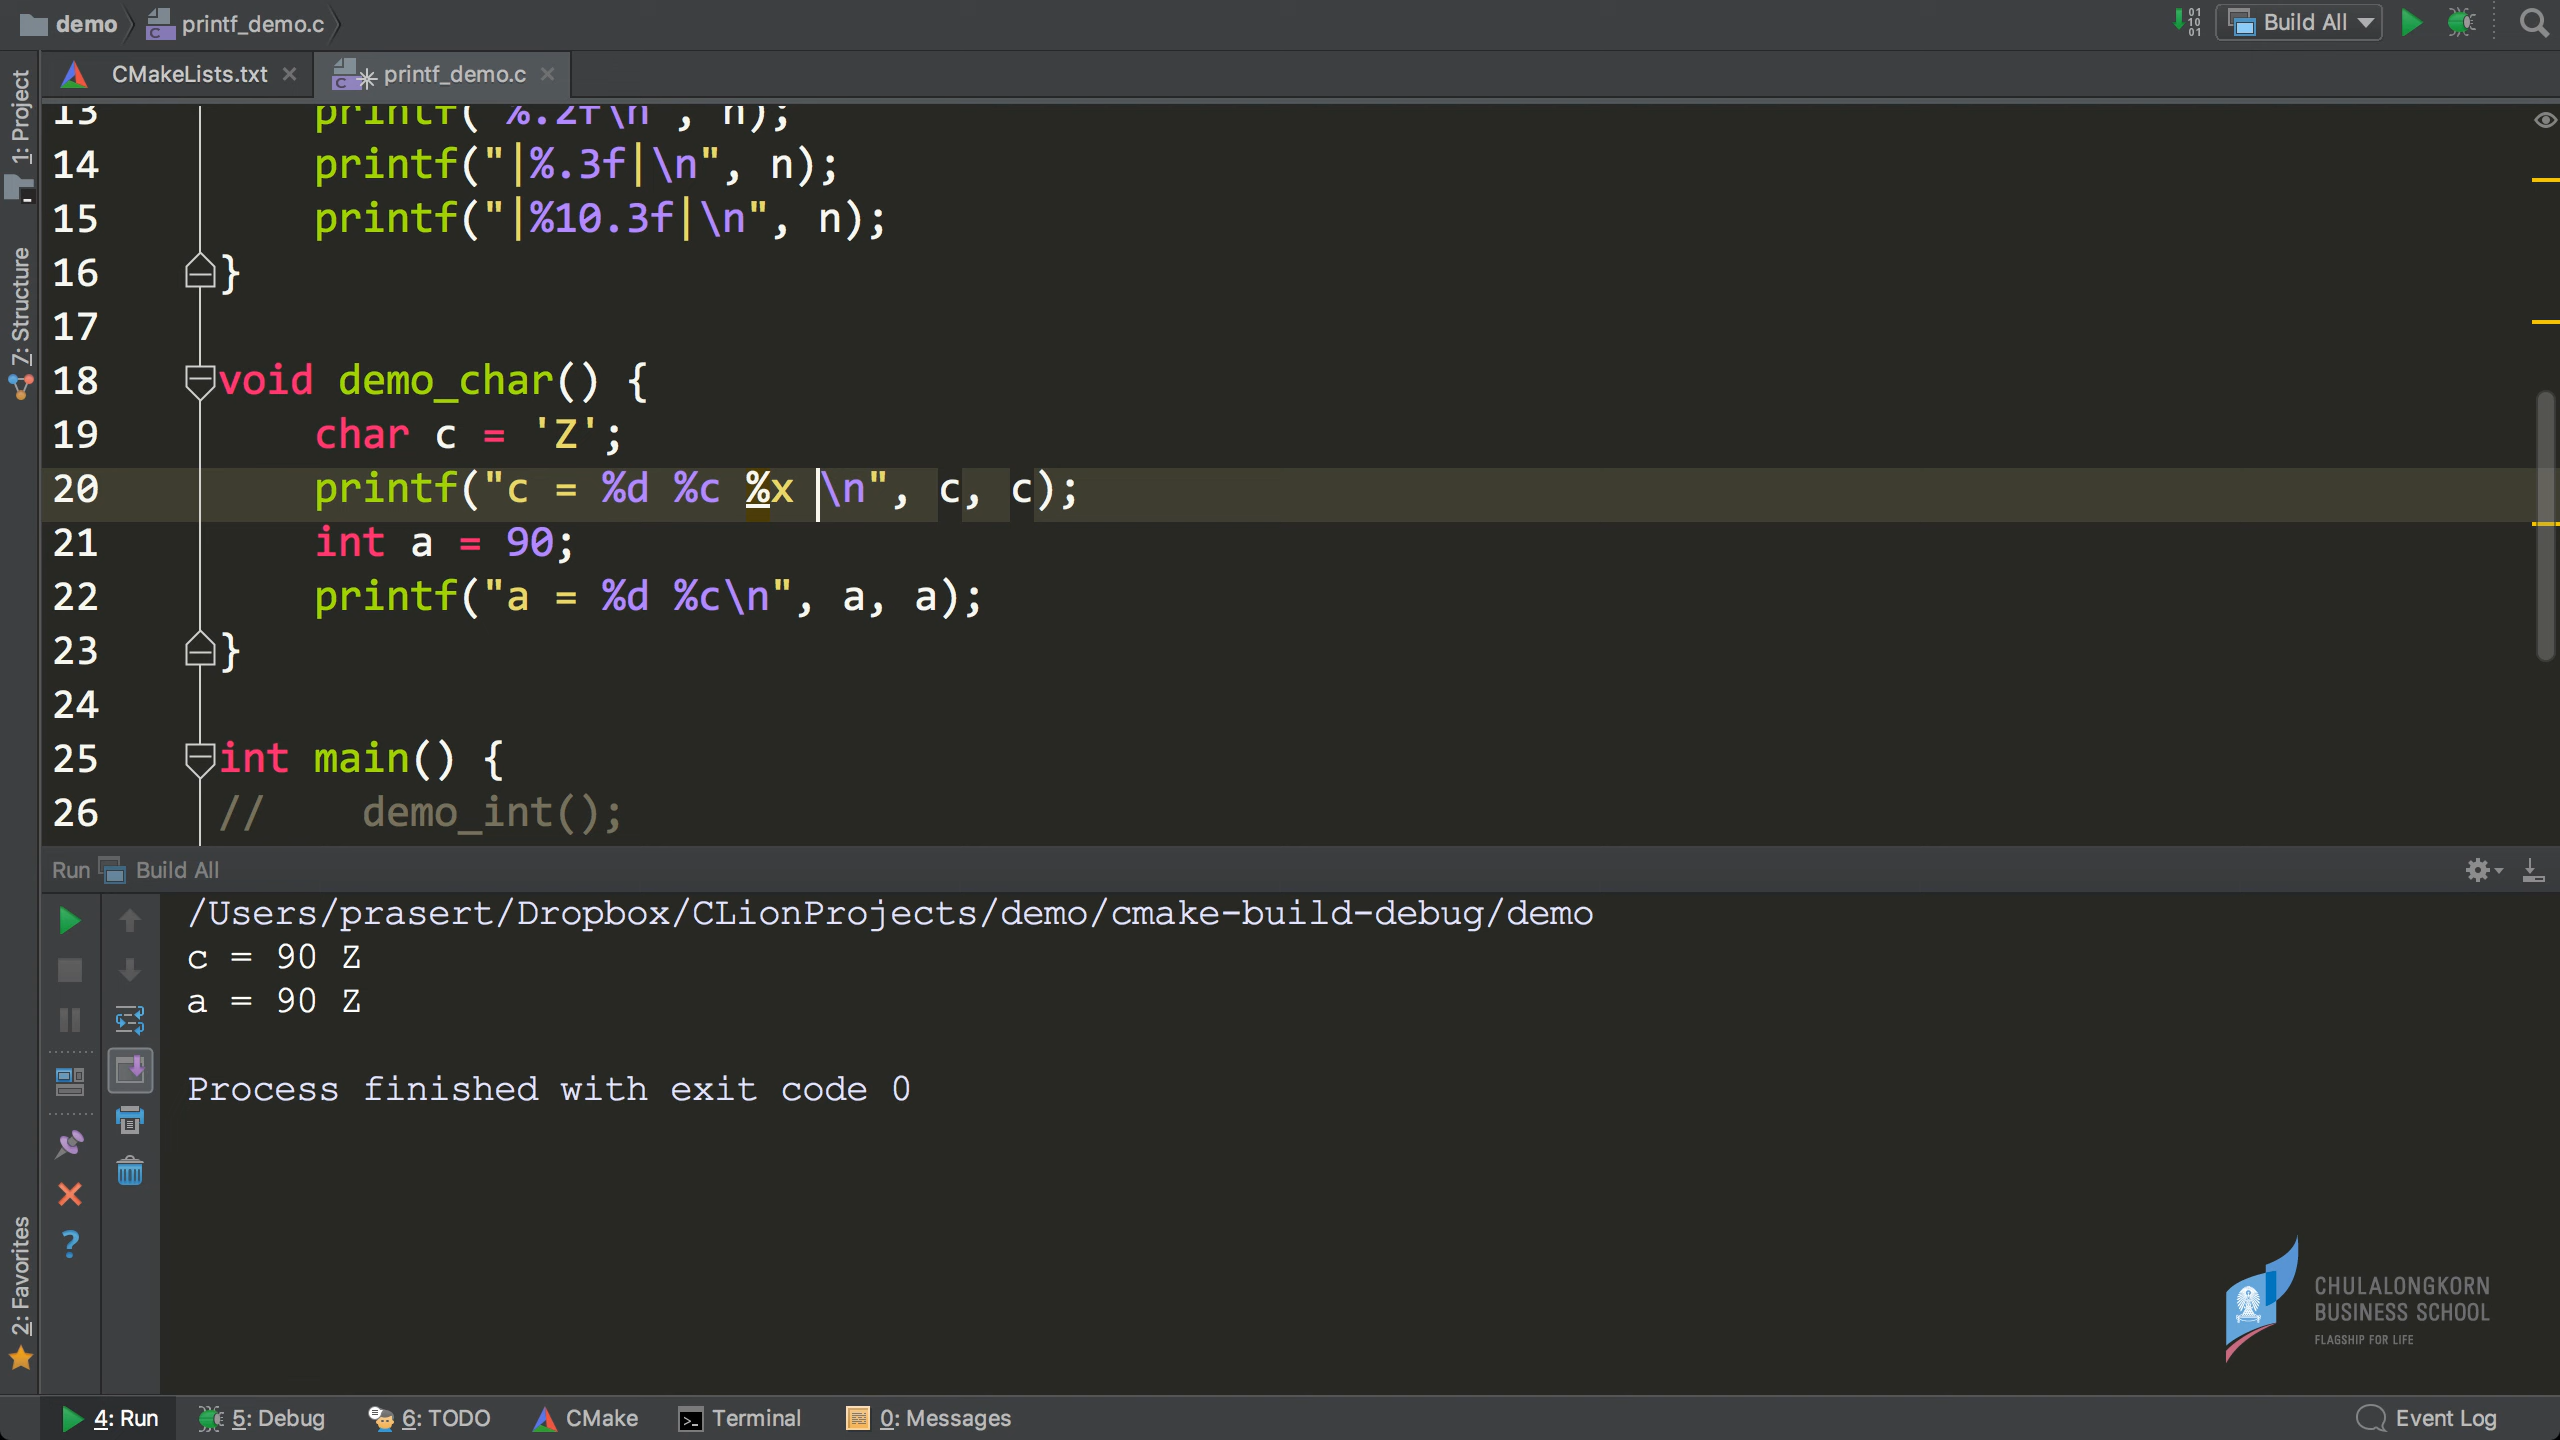 demo printf_demo.c Build All
CMakeLists.txt printf_demo.c
1: Project
7: Structure
2: Favorites
13 printf("%.2f\n", n);
14 printf("|%.3f|\n", n);
15 printf("|%10.3f|\n", n);
16 }
17
18 void demo_char() {
19 char c = 'Z';
20 printf("c = %d %c %x \n", c, c);
21 int a = 90;
22 printf("a = %d %c\n", a, a);
23 }
24
25 int main() {
26 // demo_int();
Run Build All
/Users/prasert/Dropbox/CLionProjects/demo/cmake-build-debug/demo
c = 90 Z
a = 90 Z
Process finished with exit code 0
CHULALONGKORN
BUSINESS SCHOOL
FLAGSHIP FOR LIFE
4: Run 5: Debug 6: TODO CMake Terminal 0: Messages Event Log